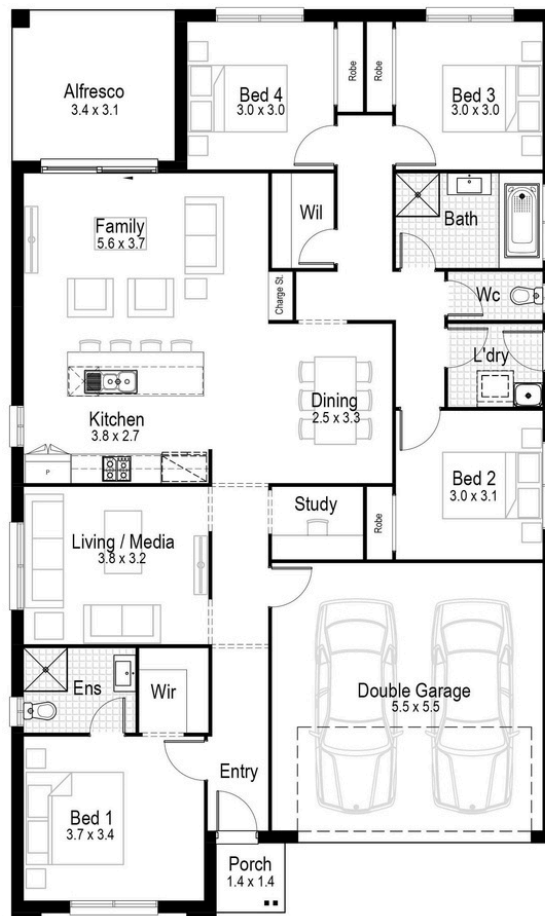 Alfresco
3.4 x 3.1
Bed 4
3.0 x 3.0
Robe
Robe
Bed 3
3.0 x 3.0
Family
5.6 x 3.7
Wil
Bath
Charge St.
Wc
L'dry
Dining
2.5 x 3.3
Kitchen
3.8 x 2.7
P
Bed 2
3.0 x 3.1
Study
Robe
Living / Media
3.8 x 3.2
Ens
Wir
Double Garage
5.5 x 5.5
Entry
Bed 1
3.7 x 3.4
Porch
1.4 x 1.4